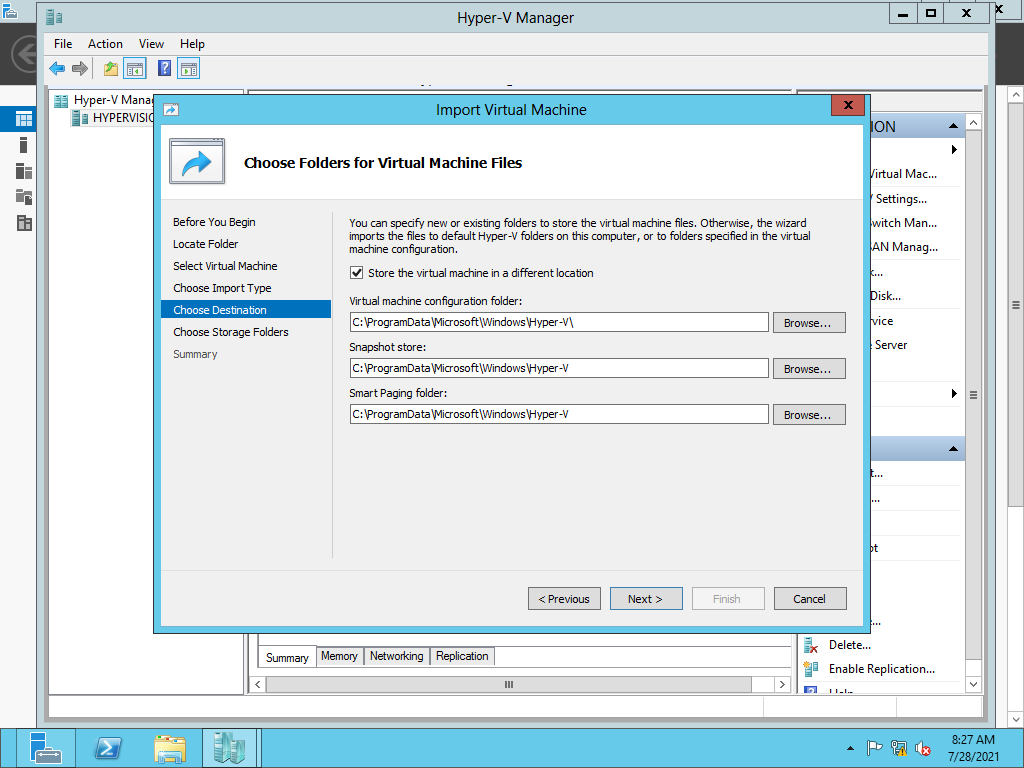 Hyper-V Manager
File Action View Help
Hyper-V Manag
HYPERVISIO
Import Virtual Machine
Choose Folders for Virtual Machine Files
Before You Begin
Locate Folder
Select Virtual Machine
Choose Import Type
Choose Destination
Choose Storage Folders
Summary
You can specify new or existing folders to store the virtual machine files. Otherwise, the wizard
imports the files to default Hyper-V folders on this computer, or to folders specified in the virtual
machine configuration.
Store the virtual machine in a different location
Virtual machine configuration folder:
C:\ProgramData\Microsoft\Windows\Hyper-V\
Browse...
Snapshot store:
C:\ProgramData\Microsoft\Windows\Hyper-V
Browse...
Smart Paging folder:
C:\ProgramData\Microsoft\Windows\Hyper-V
Browse...
< Previous
Next >
Finish
Cancel
ION
Virtual Mac...
Settings...
witch Man...
AN Manag...
k...
Disk...
vice
Server
t...
...
ot
...
Delete...
Enable Replication...
Help
Summary
Memory
Networking
Replication
8:27 AM
7/28/2021